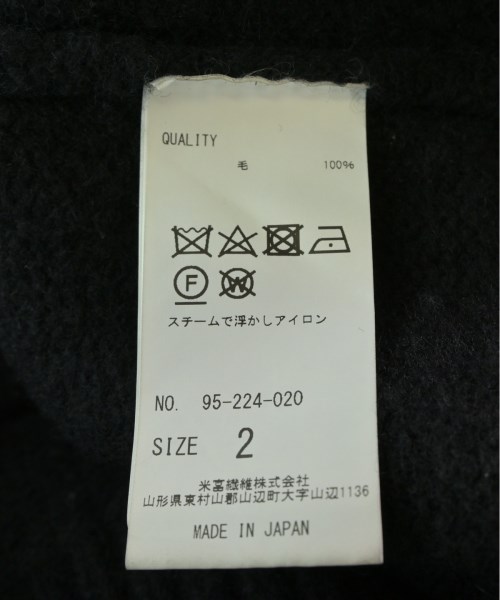 QUALITY
毛 100%
F W
スチームで浮かしアイロン
NO. 95-224-020
SIZE 2
米富繊維株式会社
山形県東村山郡山辺町大字山辺1136
MADE IN JAPAN